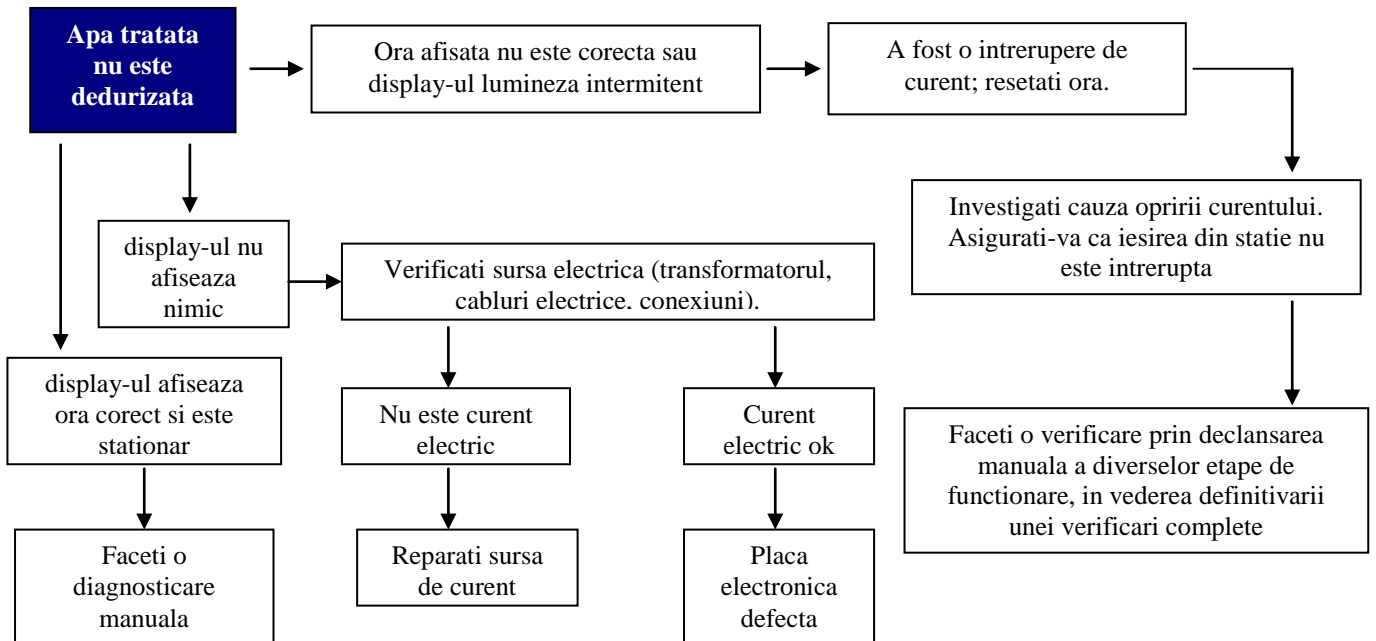 Apa tratata
nu este
dedurizata
Ora afisata nu este corecta sau
display-ul lumineza intermitent
A fost o intrerupere de
curent; resetati ora.
Investigati cauza opririi curentului.
Asigurati-va ca iesirea din statie nu
este intrerupta
display-ul nu
afiseaza
nimic
Verificati sursa electrica (transformatorul,
cabluri electrice, conexiuni).
display-ul afiseaza
ora corect si este
stationar
Nu este curent
electric
Curent
electric ok
Faceti o verificare prin declansarea
manuala a diverselor etape de
functionare, in vederea definitivarii
unei verificari complete
Faceti o
diagnosticare
manuala
Reparati sursa
de curent
Placa
electronica
defecta